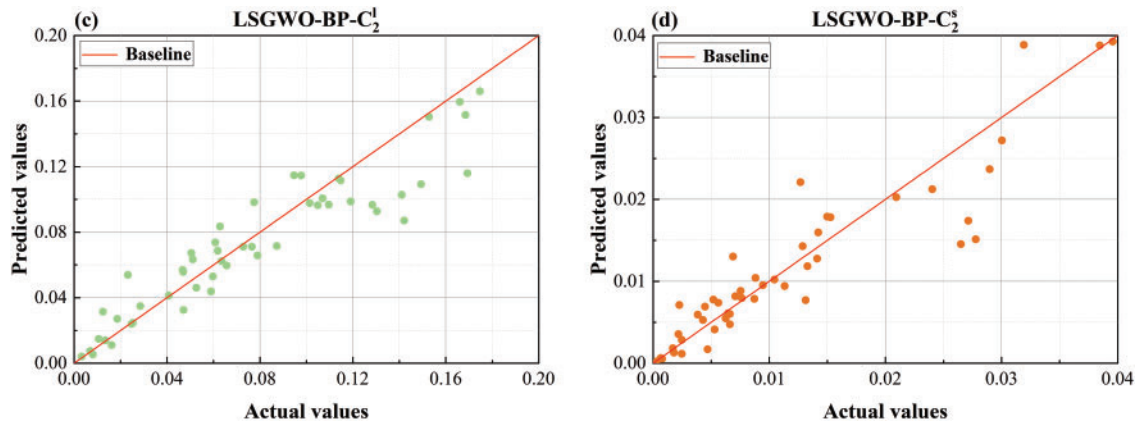 (c) LSGWO-BP-C₂ˡ
Baseline
Predicted values
0.20
0.16
0.12
0.08
0.04
0.00
0.00 0.04 0.08 0.12 0.16 0.20
Actual values
(d) LSGWO-BP-C₂ˢ
Baseline
Predicted values
0.04
0.03
0.02
0.01
0.00
0.00 0.01 0.02 0.03 0.04
Actual values